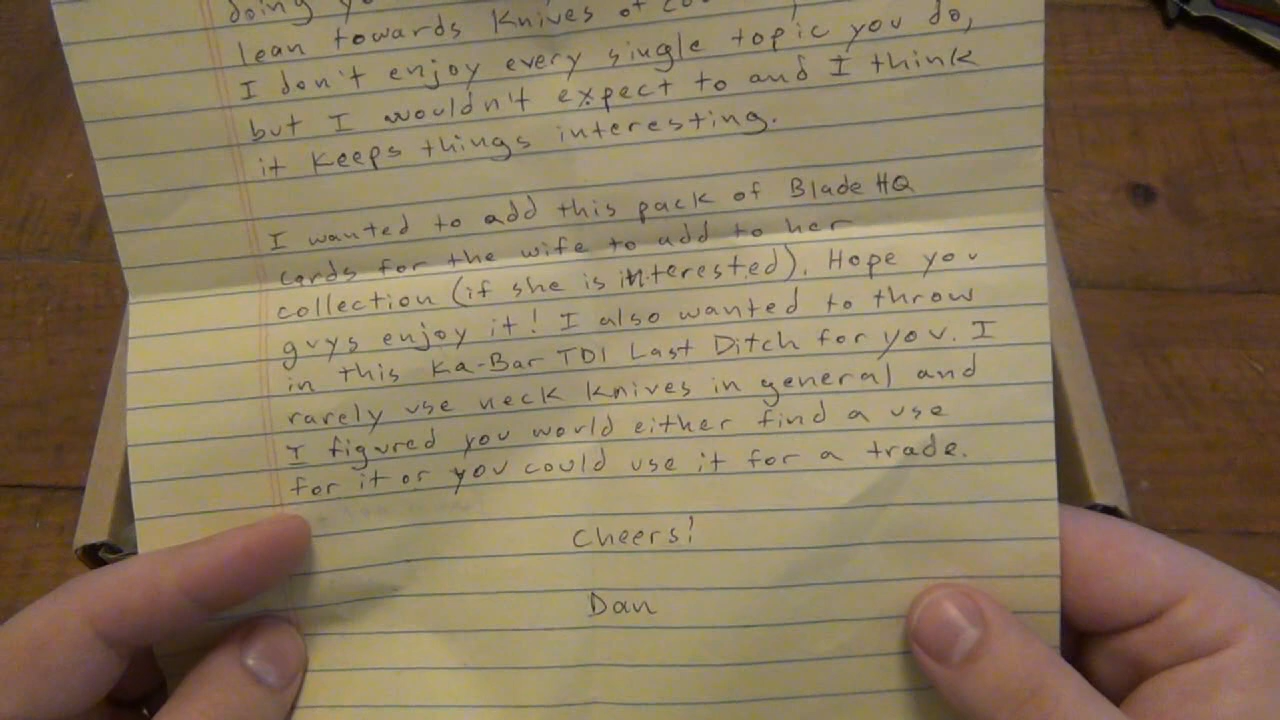 doing yo
lean towards knives of co
I don't enjoy every single topic you do,
but I wouldn't expect to and I think
it keeps things interesting.
I wanted to add this pack of Blade HQ
cards for the wife to add to her
collection (if she is interested). Hope you
guys enjoy it! I also wanted to throw
in this Ka-Bar TDI Last Ditch for you. I
rarely use neck knives in general and
I figured you would either find a use
for it or you could use it for a trade.
Cheers!
Dan